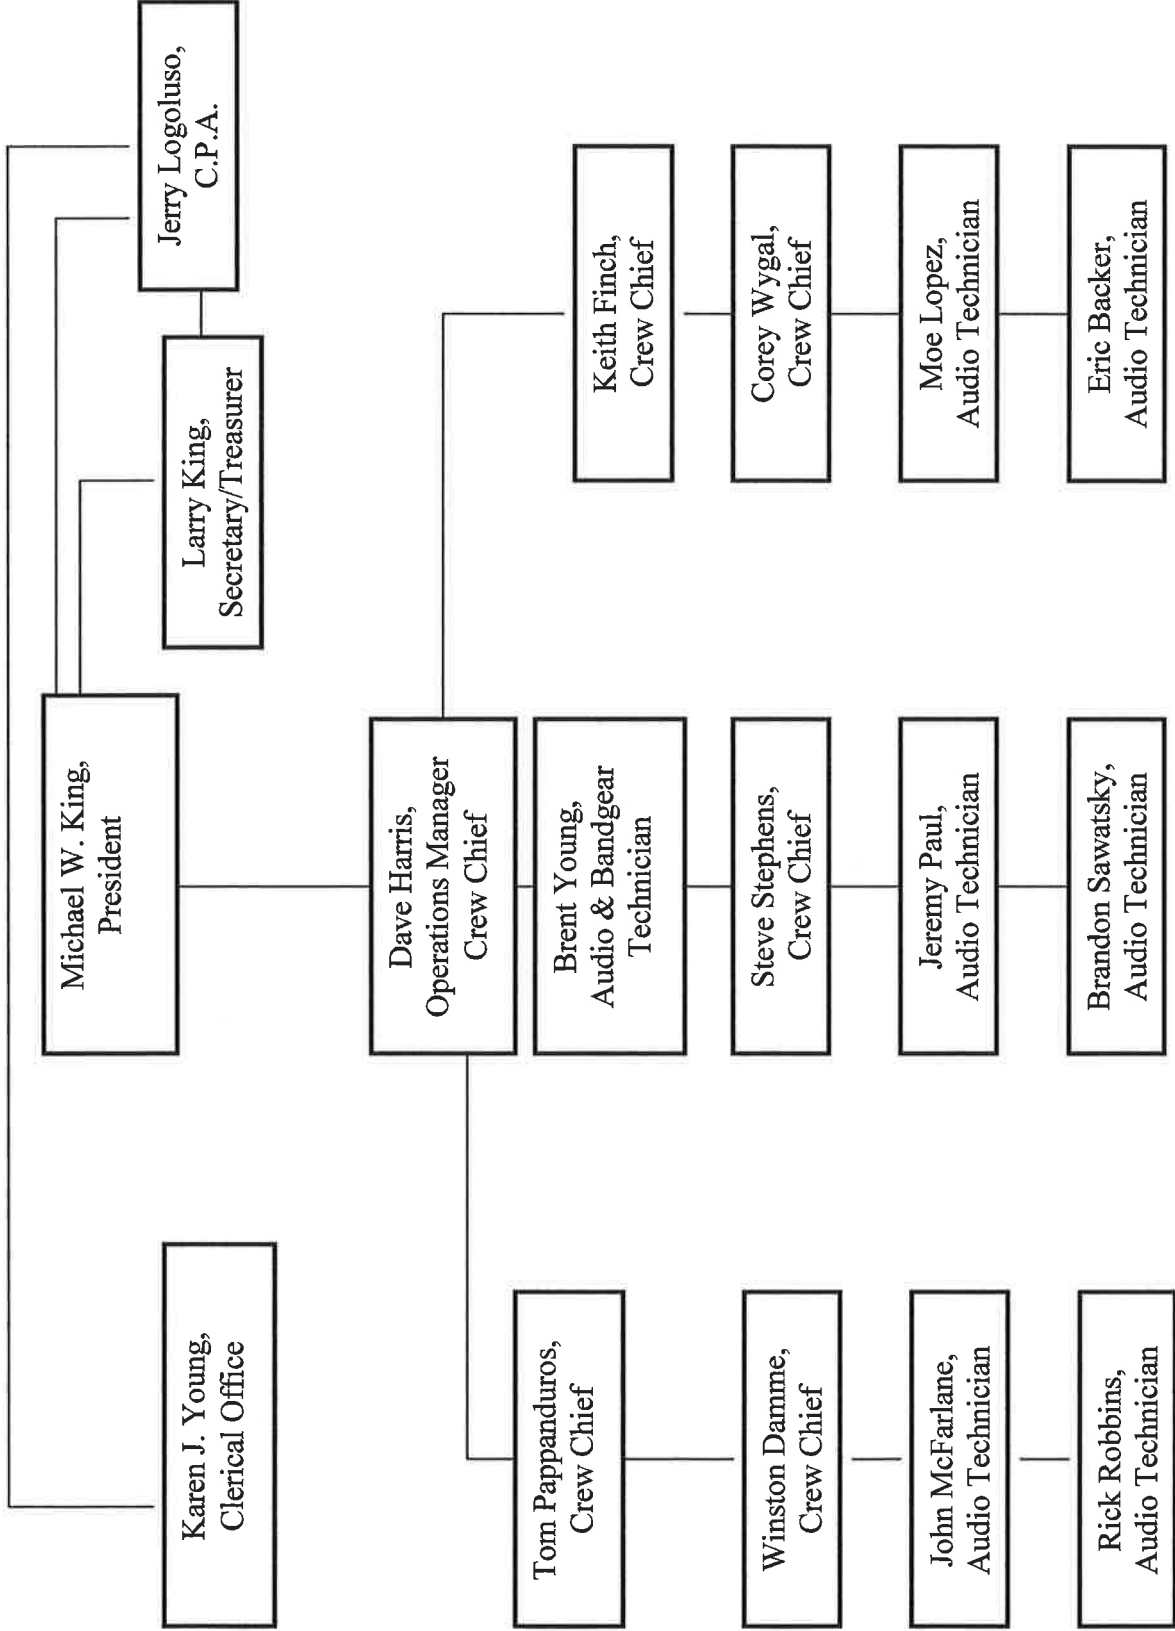 Michael W. King,
President
Karen J. Young,
Clerical Office
Larry King,
Secretary/Treasurer
Jerry Logoluso,
C.P.A.
Dave Harris,
Operations Manager
Crew Chief
Tom Pappanduros,
Crew Chief
Brent Young,
Audio & Bandgear
Technician
Keith Finch,
Crew Chief
Winston Damme,
Crew Chief
Steve Stephens,
Crew Chief
Corey Wygal,
Crew Chief
John McFarlane,
Audio Technician
Jeremy Paul,
Audio Technician
Moe Lopez,
Audio Technician
Rick Robbins,
Audio Technician
Brandon Sawatsky,
Audio Technician
Eric Backer,
Audio Technician